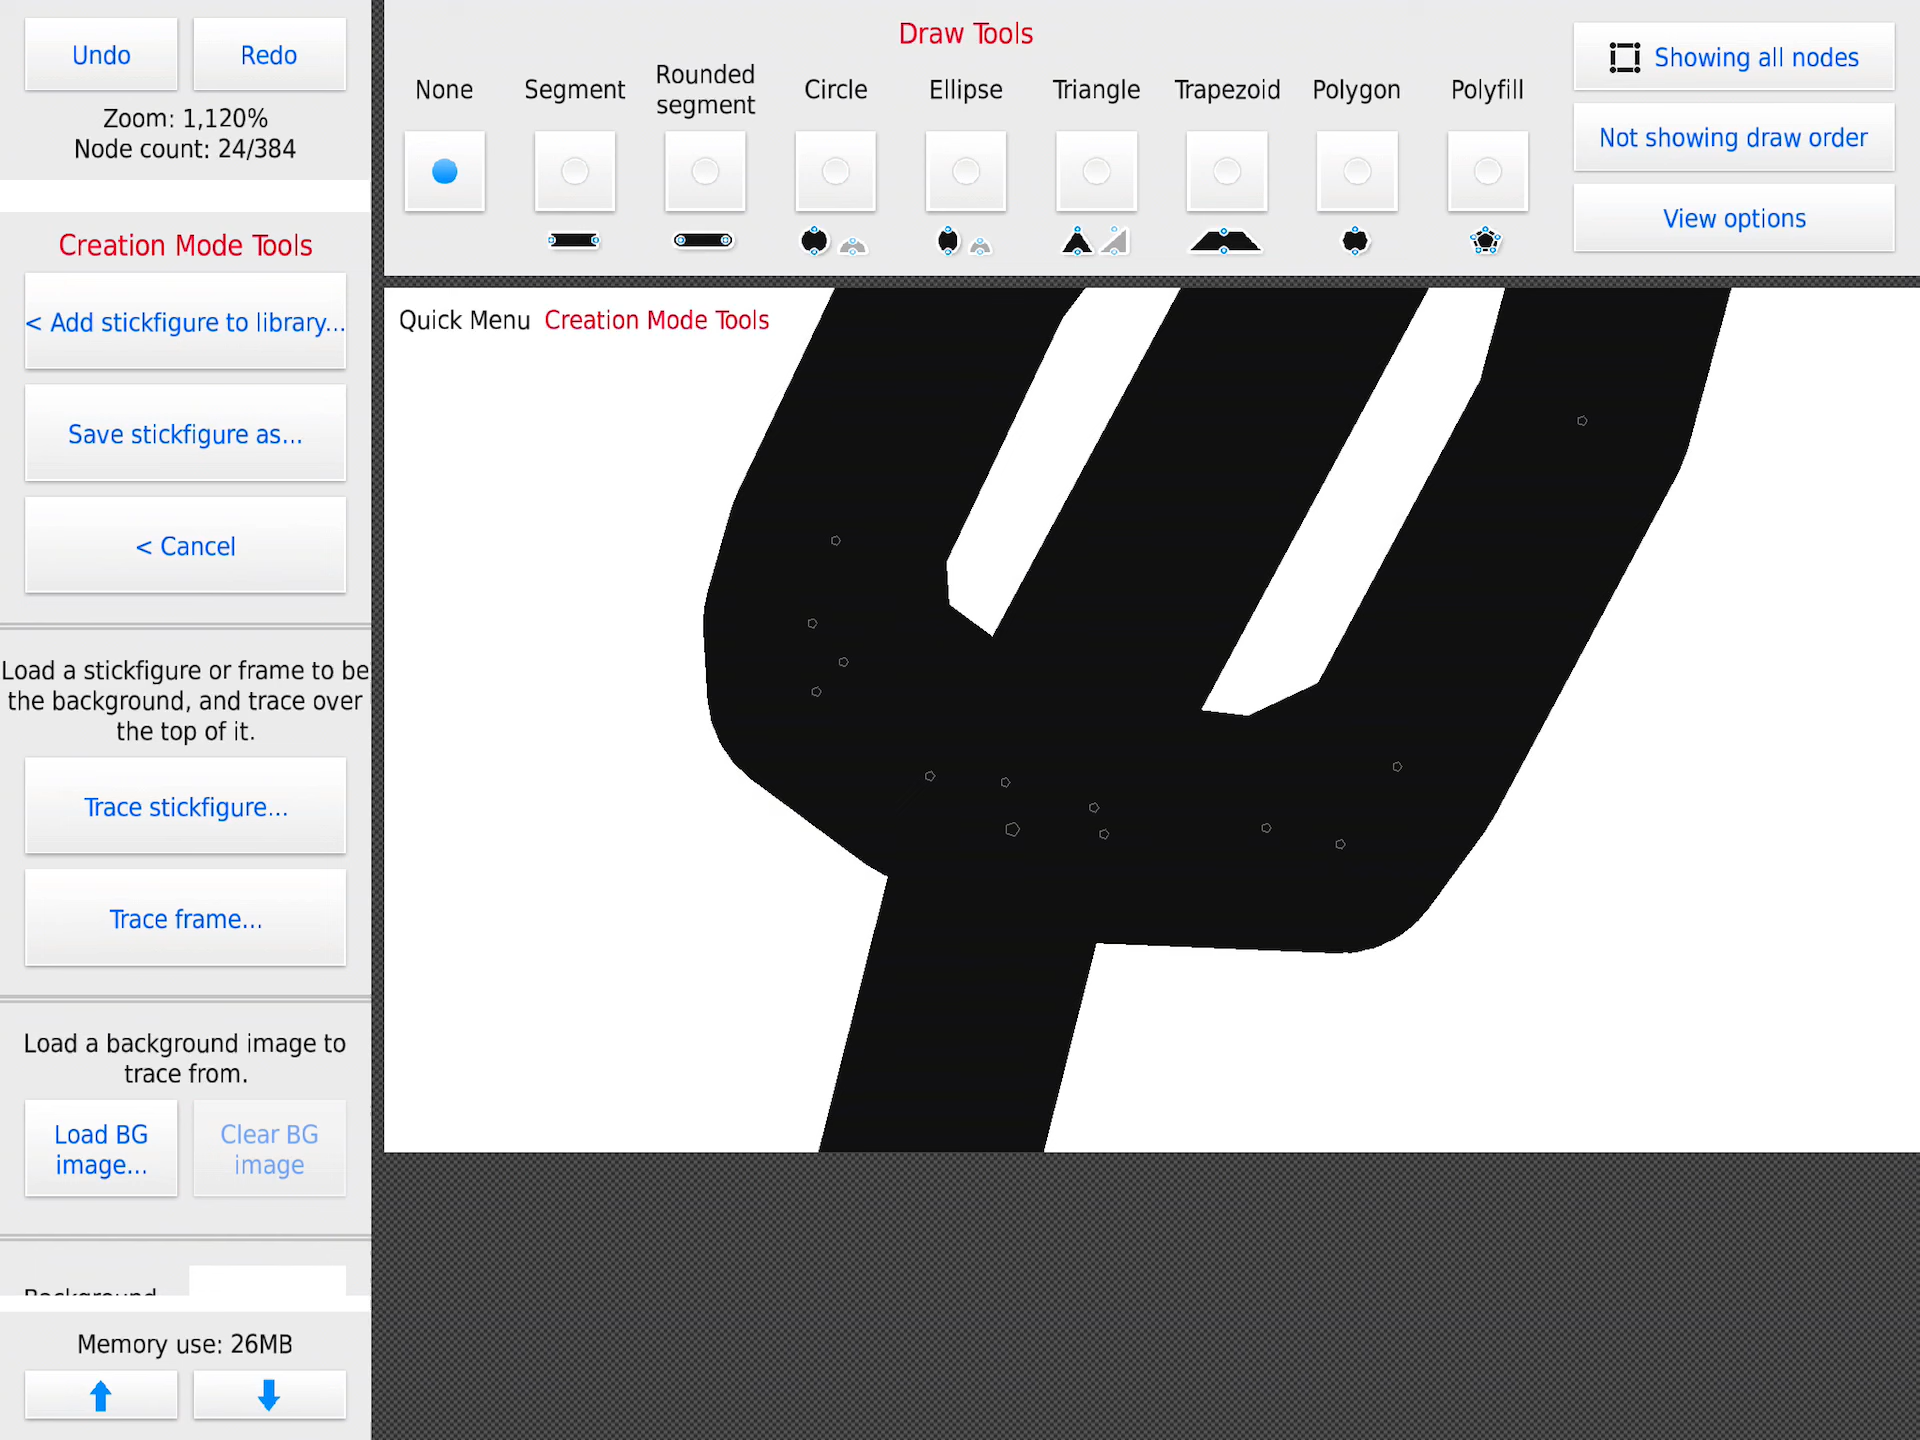 Undo
Redo
Zoom: 1,120%
Node count: 24/384
Creation Mode Tools
< Add stickfigure to library...
Save stickfigure as...
< Cancel
Load a stickfigure or frame to be
the background, and trace over
the top of it.
Trace stickfigure...
Trace frame...
Load a background image to
trace from.
Load BG
image...
Clear BG
image
Background
Memory use: 26MB
Draw Tools
None
Segment
Rounded
segment
Circle
Ellipse
Triangle
Trapezoid
Polygon
Polyfill
Showing all nodes
Not showing draw order
View options
Quick Menu Creation Mode Tools